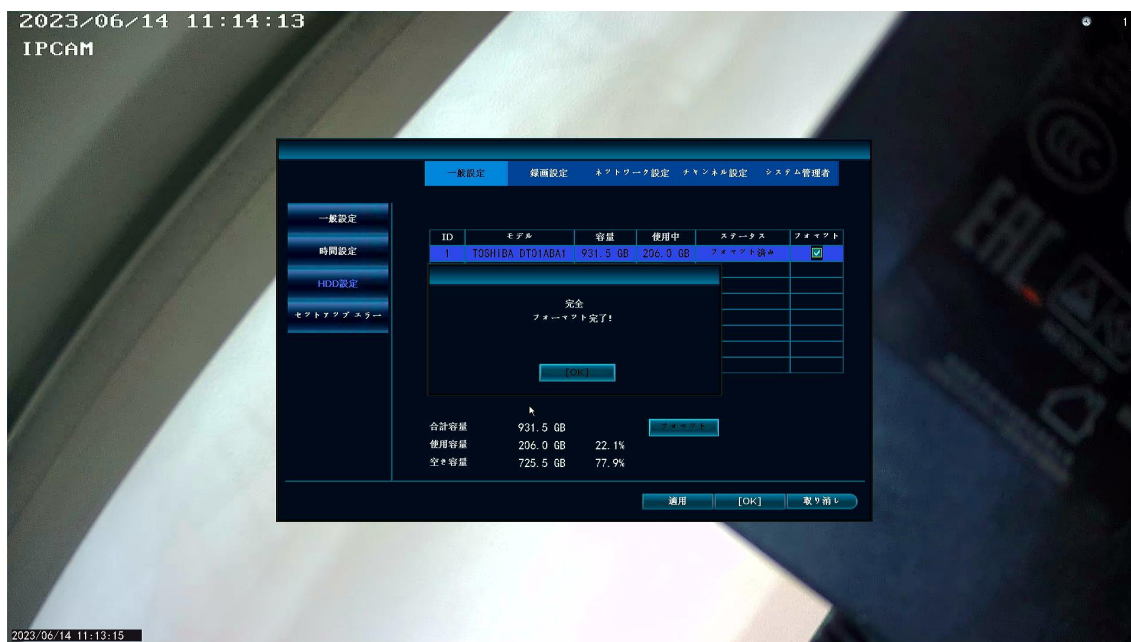 2023/06/14 11:14:13
IPCAM
1
一般設定 録画設定 ネットワーク設定 チャンネル設定 システム管理者
一般設定
時間設定
HDD設定
セットアップ エラー
ID モデル 容量 使用中 ステータス フォマット
1 TOSHIBA DT01ABA1 931.5 GB 206.0 GB フォマット済み
完全
フォーマット完了!
[OK]
合計容量 931.5 GB フォマット
使用容量 206.0 GB 22.1%
空き容量 725.5 GB 77.9%
適用 [OK] 取り消し
2023/06/14 11:13:15
EAC